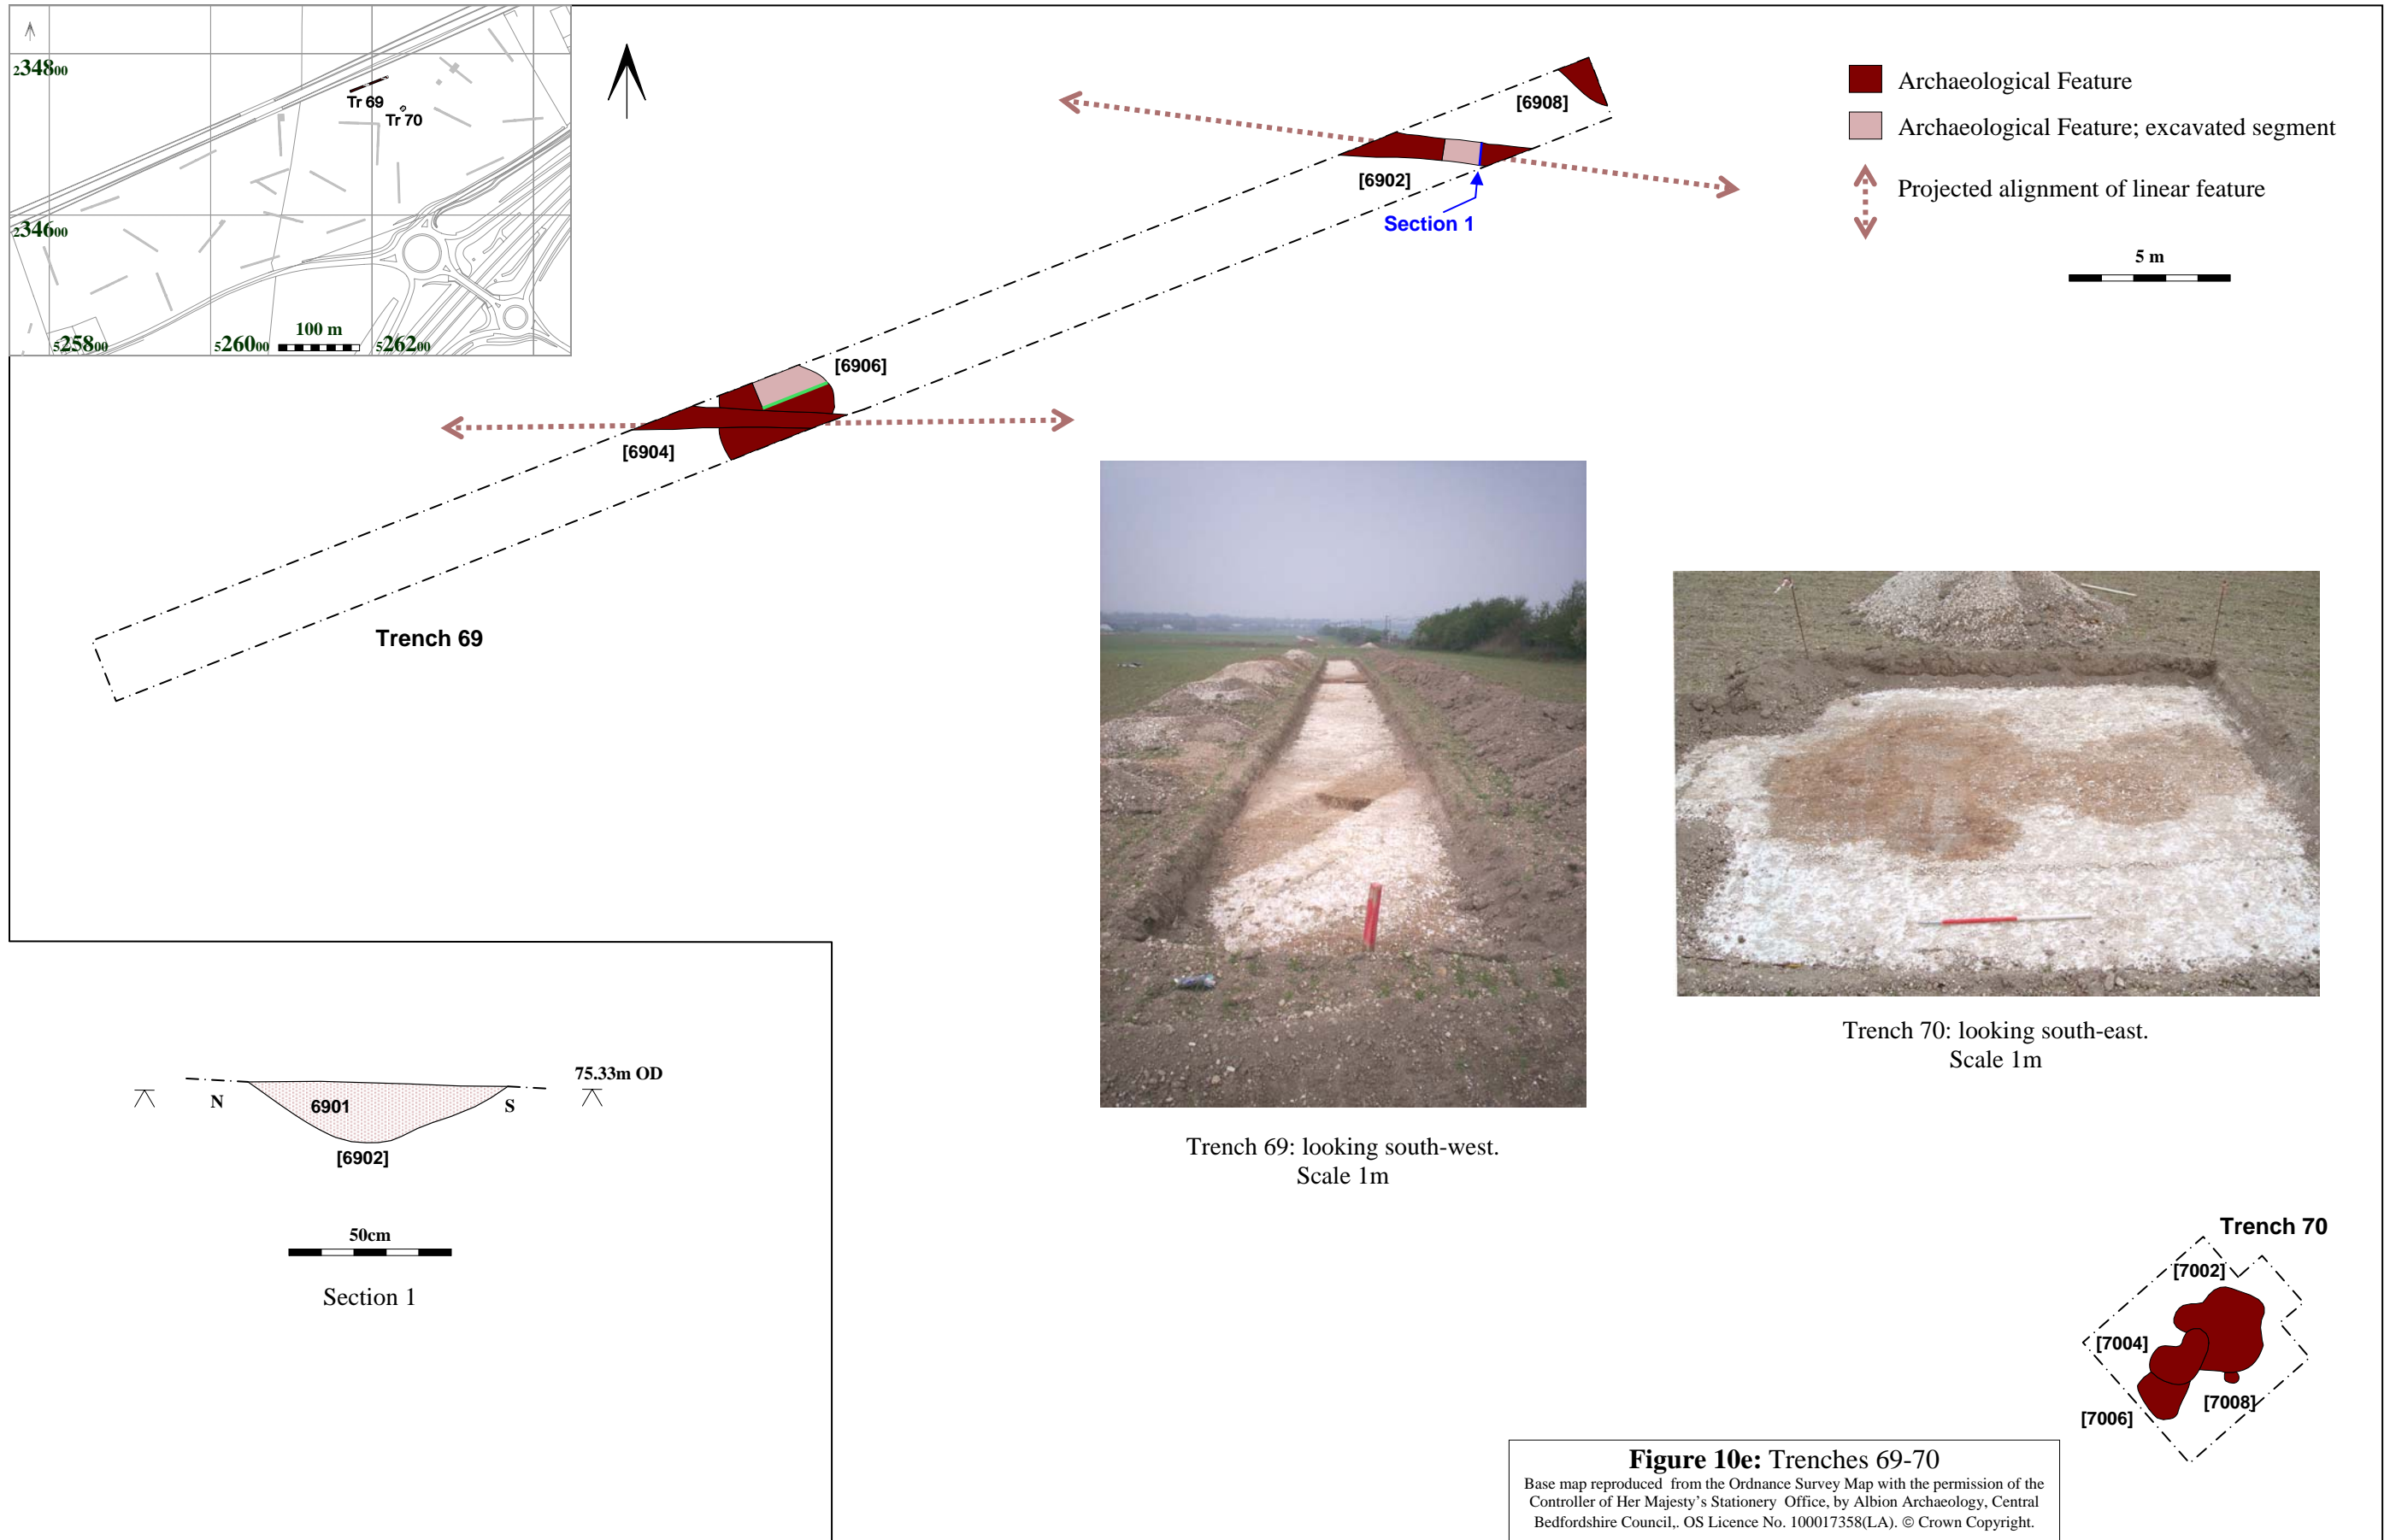 234800
Tr 69
Tr 70
234600
525800
526000
100 m
526200
[6908]
[6902]
Section 1
[6906]
[6904]
Trench 69
Archaeological Feature
Archaeological Feature; excavated segment
Projected alignment of linear feature
5 m
Trench 69: looking south-west.
Scale 1m
Trench 70: looking south-east.
Scale 1m
75.33m OD
N
6901
S
[6902]
50cm
Section 1
Trench 70
[7002]
[7004]
[7006]
[7008]
Figure 10e: Trenches 69-70
Base map reproduced from the Ordnance Survey Map with the permission of the
Controller of Her Majesty's Stationery Office, by Albion Archaeology, Central
Bedfordshire Council,. OS Licence No. 100017358(LA). © Crown Copyright.